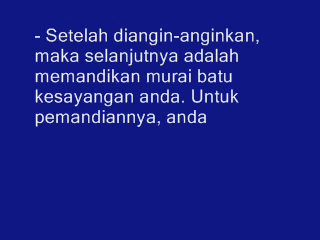 - Setelah diangin-anginkan,
maka selanjutnya adalah
memandikan murai batu
kesayangan anda. Untuk
pemandiannya, anda